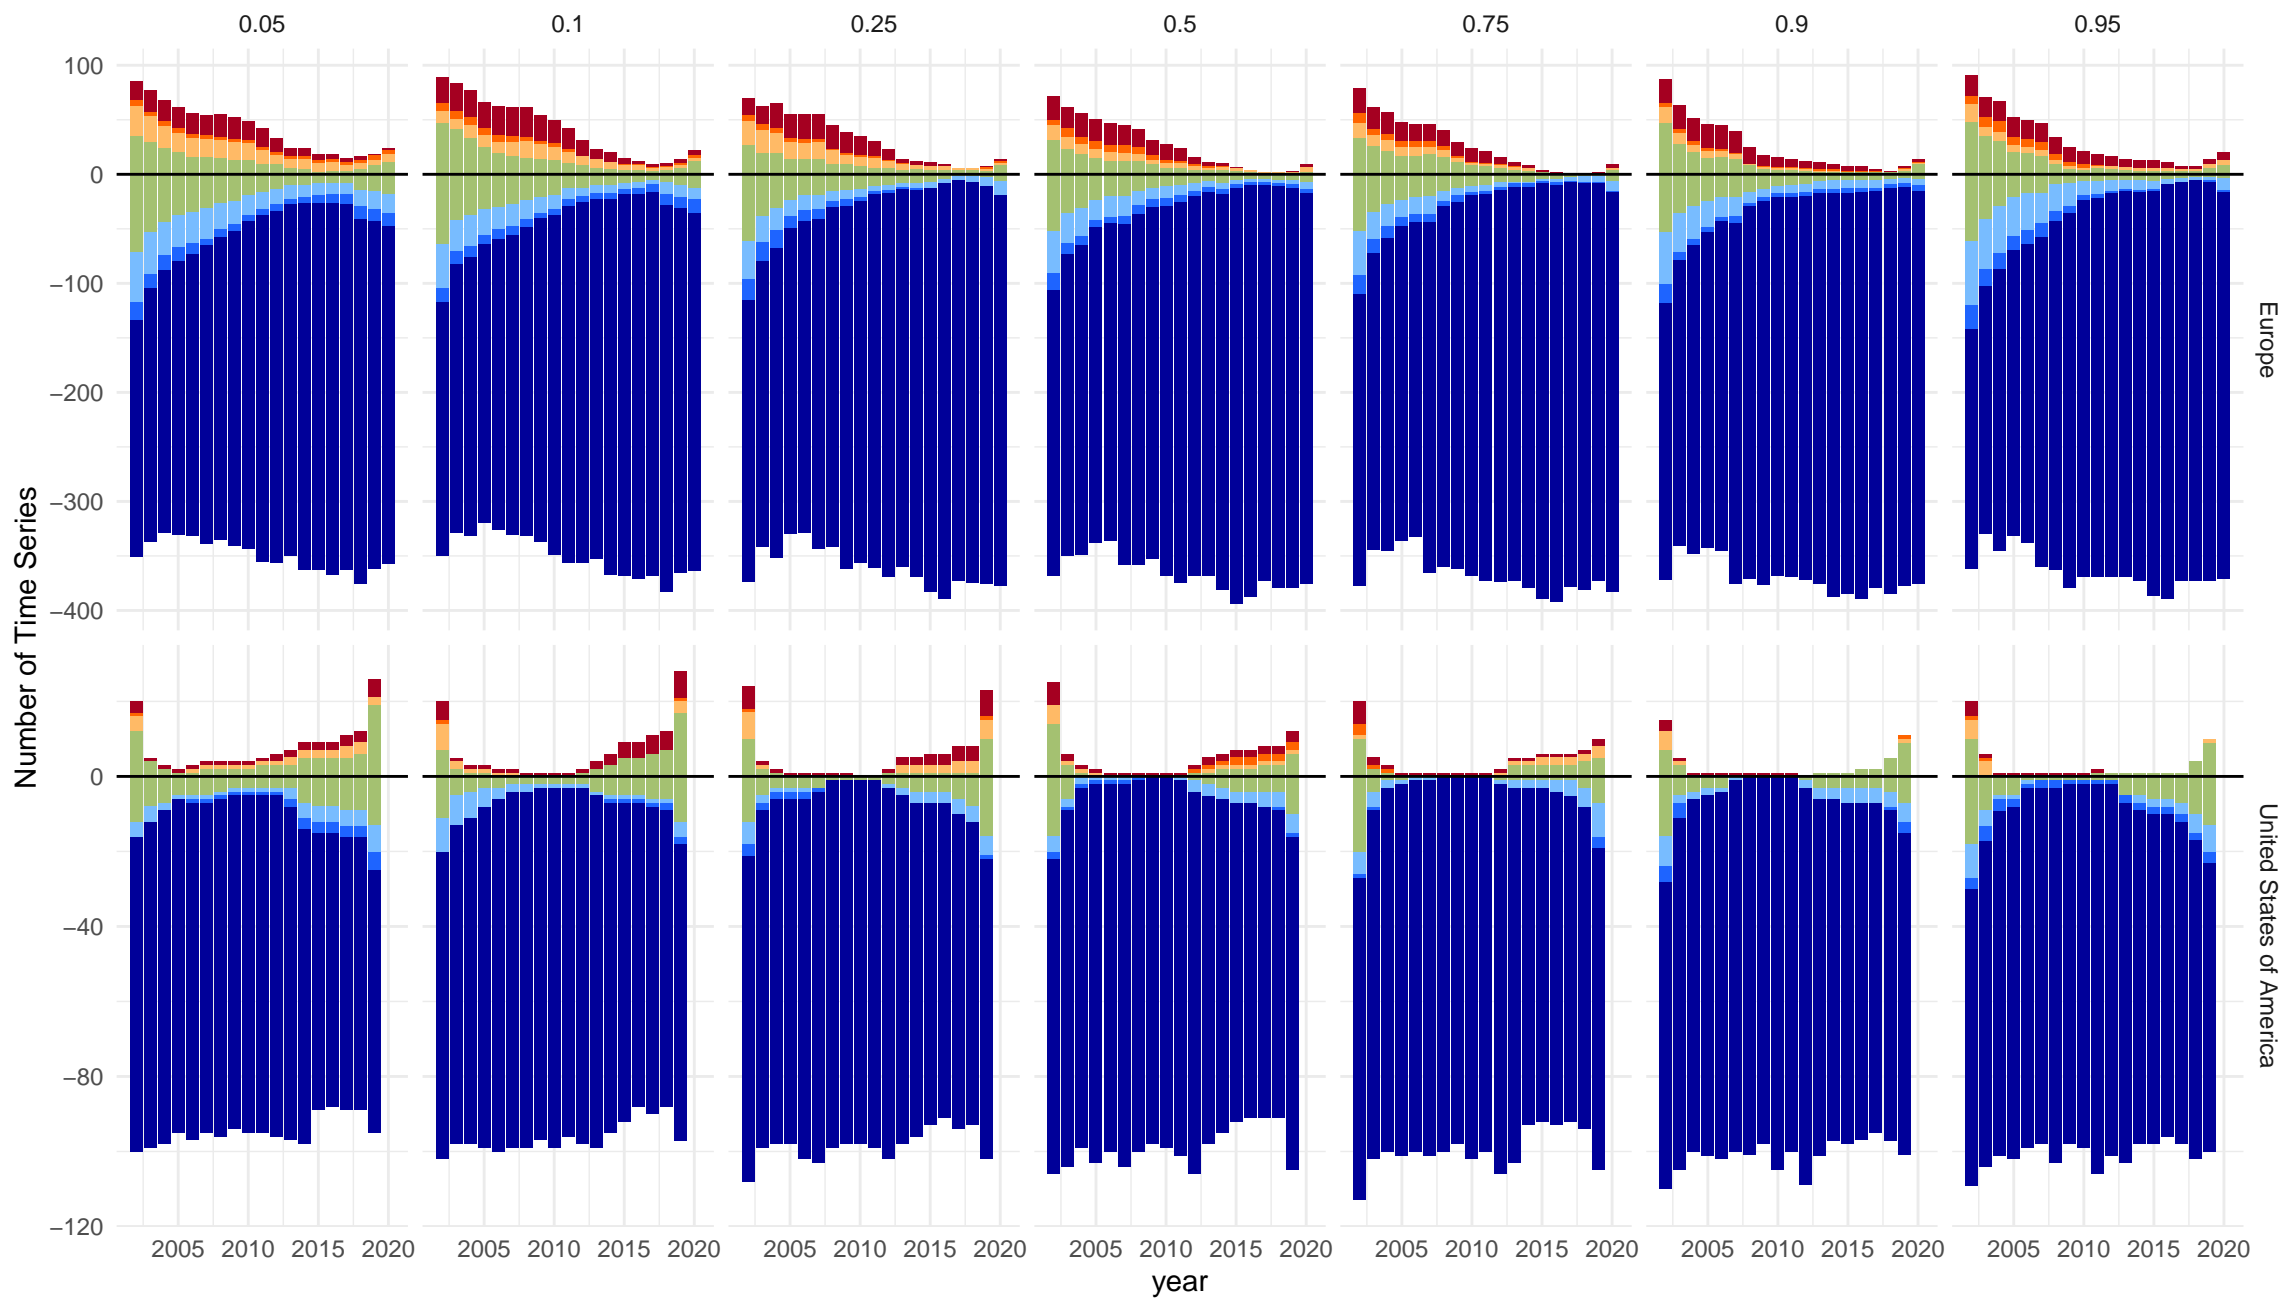 0.05 0.1 0.25 0.5 0.75 0.9 0.95
100
0
−100
−200
−300
−400
Europe
Number of Time Series
0
−40
−80
−120
United States of America
2005 2010 2015 2020 2005 2010 2015 2020 2005 2010 2015 2020 2005 2010 2015 2020 2005 2010 2015 2020 2005 2010 2015 2020 2005 2010 2015 2020
year